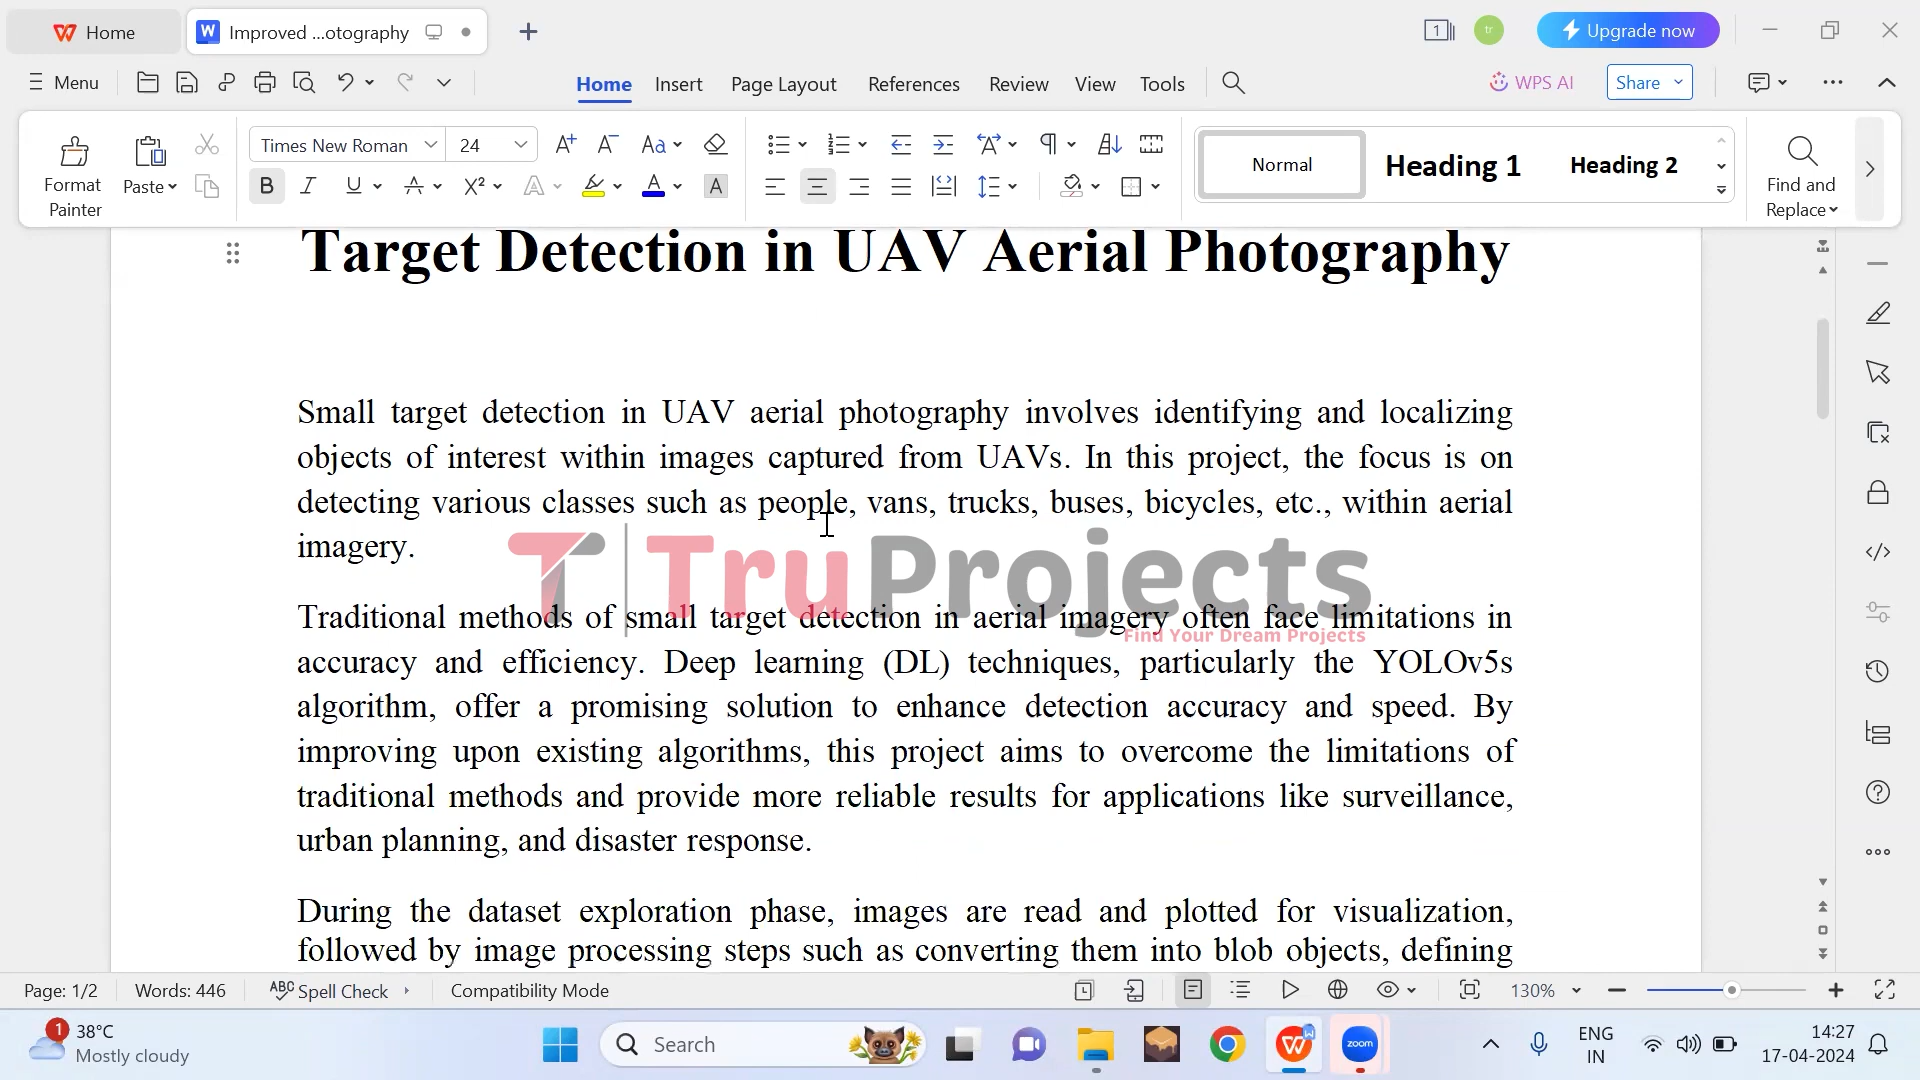 Home
Improved ...otography
1
tr
Upgrade now
Menu
Home Insert Page Layout References Review View Tools
WPS AI
Share
Format
Painter
Paste
Times New Roman
24
Normal
Heading 1
Heading 2
Find and
Replace
Target Detection in UAV Aerial Photography
Small target detection in UAV aerial photography involves identifying and localizing
objects of interest within images captured from UAVs. In this project, the focus is on
detecting various classes such as people, vans, trucks, buses, bicycles, etc., within aerial
imagery.
TruProjects
Find Your Dream Projects
Traditional methods of small target detection in aerial imagery often face limitations in
accuracy and efficiency. Deep learning (DL) techniques, particularly the YOLOv5s
algorithm, offer a promising solution to enhance detection accuracy and speed. By
improving upon existing algorithms, this project aims to overcome the limitations of
traditional methods and provide more reliable results for applications like surveillance,
urban planning, and disaster response.
During the dataset exploration phase, images are read and plotted for visualization,
followed by image processing steps such as converting them into blob objects, defining
Page: 1/2
Words: 446
Spell Check
Compatibility Mode
130%
1
38°C
Mostly cloudy
Search
zoom
ENG
IN
14:27
17-04-2024